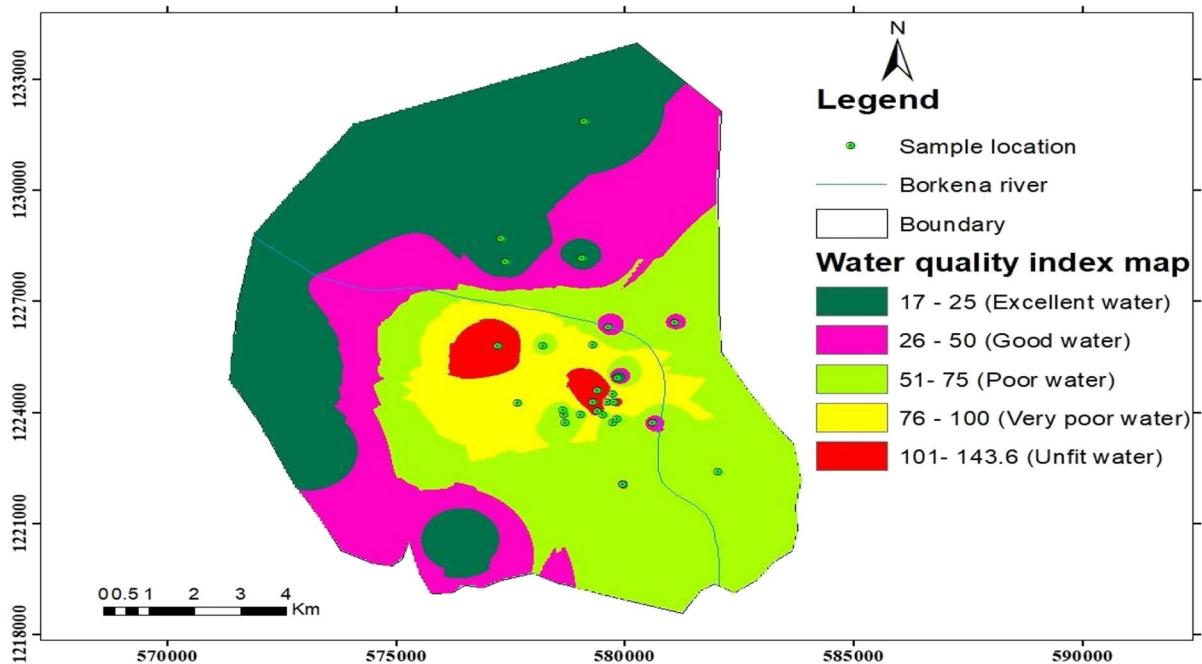 N
Legend
Sample location
Borkena river
Boundary
Water quality index map
17 - 25 (Excellent water)
26 - 50 (Good water)
51- 75 (Poor water)
76 - 100 (Very poor water)
101- 143.6 (Unfit water)
1233000
1230000
1227000
1224000
1221000
1218000
0 0.5 1 2 3 4
Km
570000 575000 580000 585000 590000